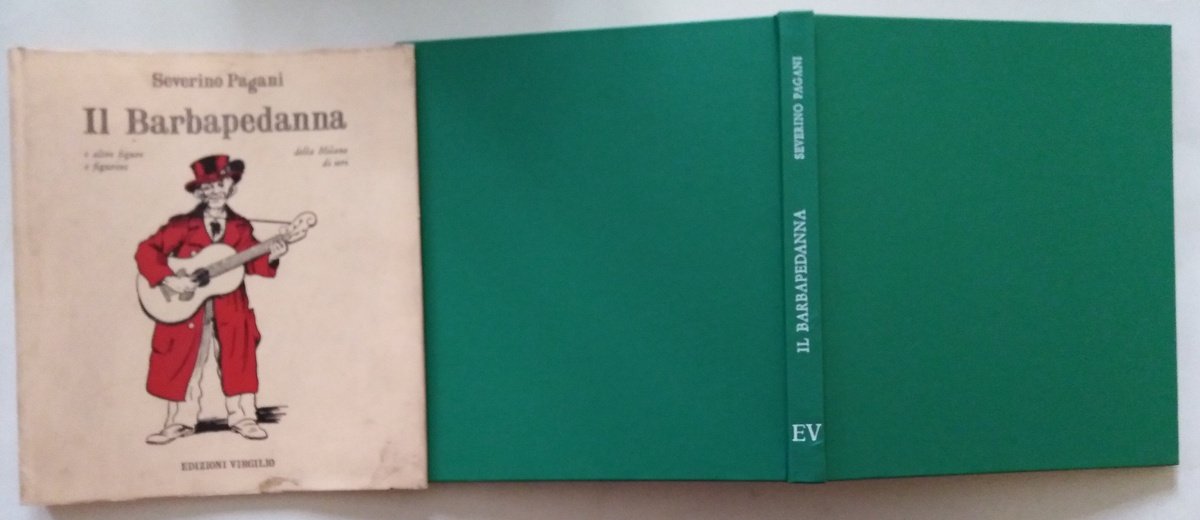 Severino Pagani
Il Barbapedanna
e altre figure
e figurine
della Milano
di ieri
EDIZIONI VIRGILIO
SEVERINO PAGANI
IL BARBAPEDANNA
EV